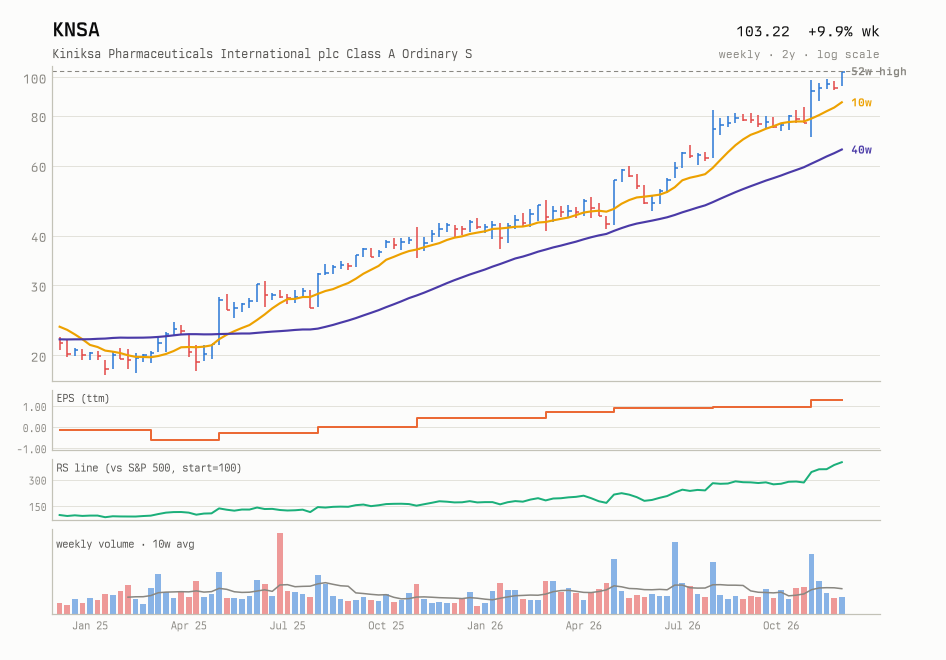 KNSA
103.22 +9.9% wk
Kiniksa Pharmaceuticals International plc Class A Ordinary S
weekly · 2y · log scale
52w high
100
10w
80
40w
60
40
30
20
EPS (ttm)
1.00
0.00
-1.00
RS line (vs S&P 500, start=100)
300
150
weekly volume · 10w avg
Jan 25 Apr 25 Jul 25 Oct 25 Jan 26 Apr 26 Jul 26 Oct 26